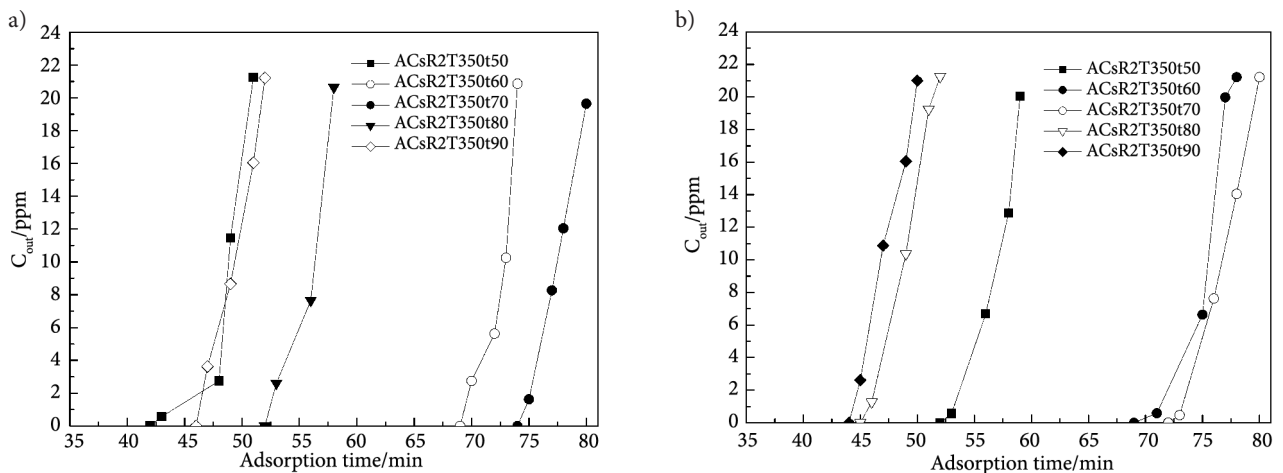 a)
24
22
20
18
16
14
12
10
8
6
4
2
0
C_out/ppm
ACsR2T350t50
ACsR2T350t60
ACsR2T350t70
ACsR2T350t80
ACsR2T350t90
35 40 45 50 55 60 65 70 75 80
Adsorption time/min
b)
24
22
20
18
16
14
12
10
8
6
4
2
0
C_out/ppm
ACsR2T350t50
ACsR2T350t60
ACsR2T350t70
ACsR2T350t80
ACsR2T350t90
35 40 45 50 55 60 65 70 75 80
Adsorption time/min